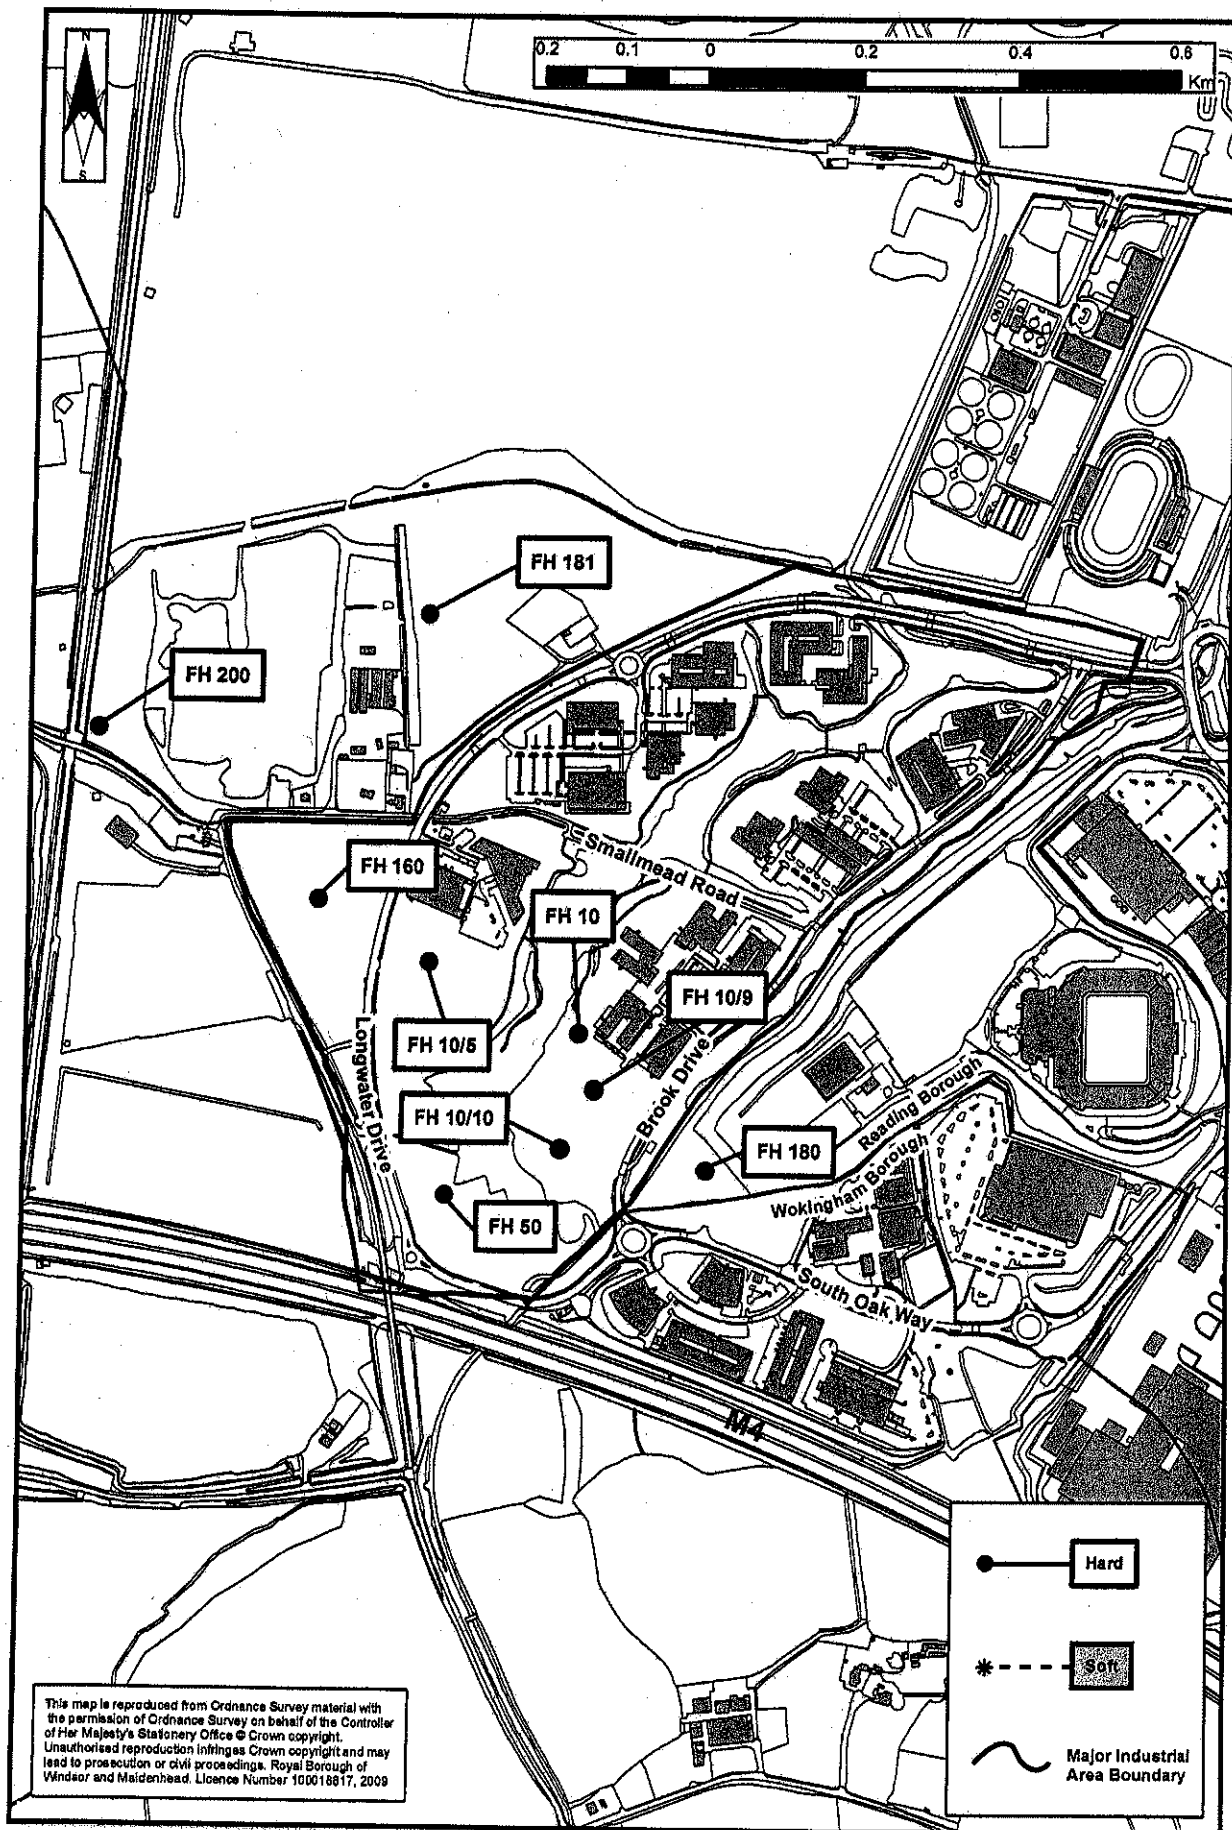 N
S
0.2 0.1 0 0.2 0.4 0.6
Km
FH 181
FH 200
FH 160
Smallmead Road
FH 10
FH 10/9
FH 10/5
Longwater Drive
FH 10/10
Brook Drive
Reading Borough
FH 180
Wokingham Borough
FH 50
South Oak Way
M4
Hard
Soft
Major Industrial
Area Boundary
This map is reproduced from Ordnance Survey material with
the permission of Ordnance Survey on behalf of the Controller
of Her Majesty's Stationery Office © Crown copyright.
Unauthorised reproduction infringes Crown copyright and may
lead to prosecution or civil proceedings. Royal Borough of
Windsor and Maidenhead. Licence Number 100018817, 2009